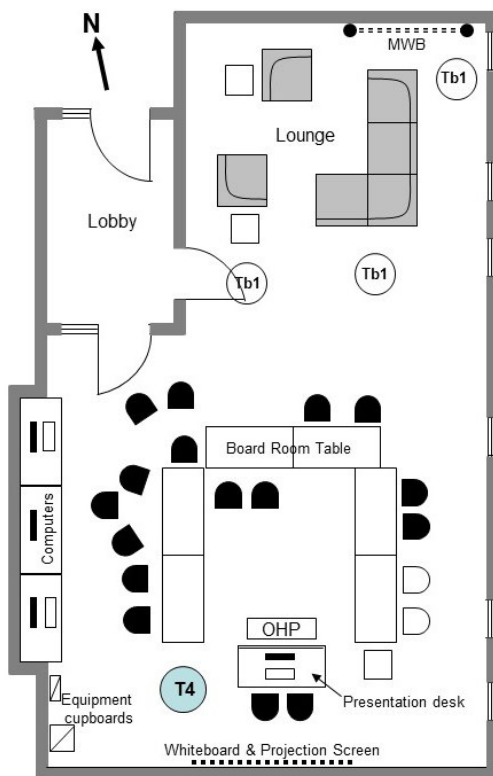 N
MWB
Tb1
Lounge
Lobby
Tb1
Tb1
Board Room Table
Computers
OHP
T4
Equipment
cupboards
Presentation desk
Whiteboard & Projection Screen